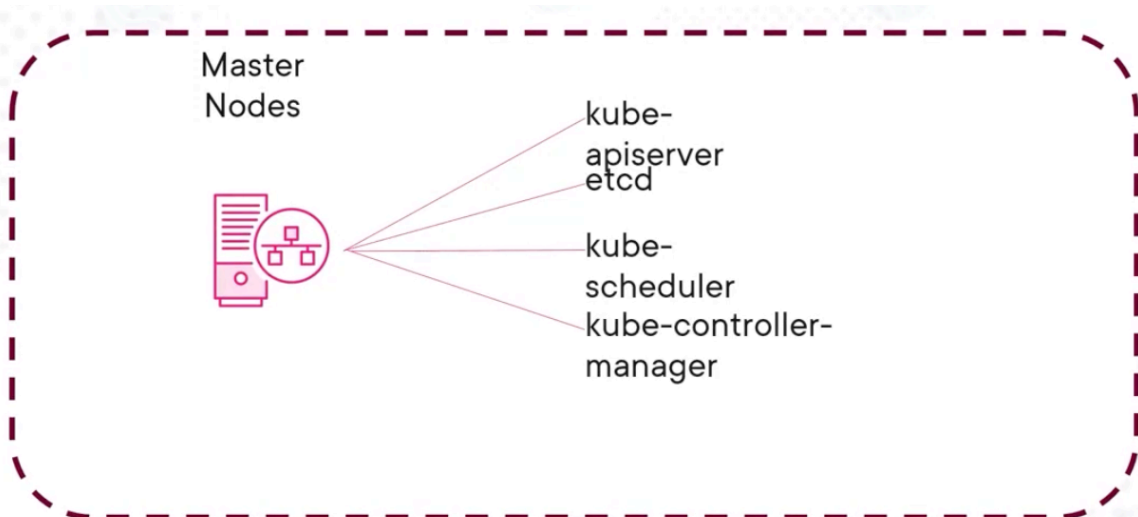 Master
Nodes
kube-
apiserver
etcd
kube-
scheduler
kube-controller-
manager